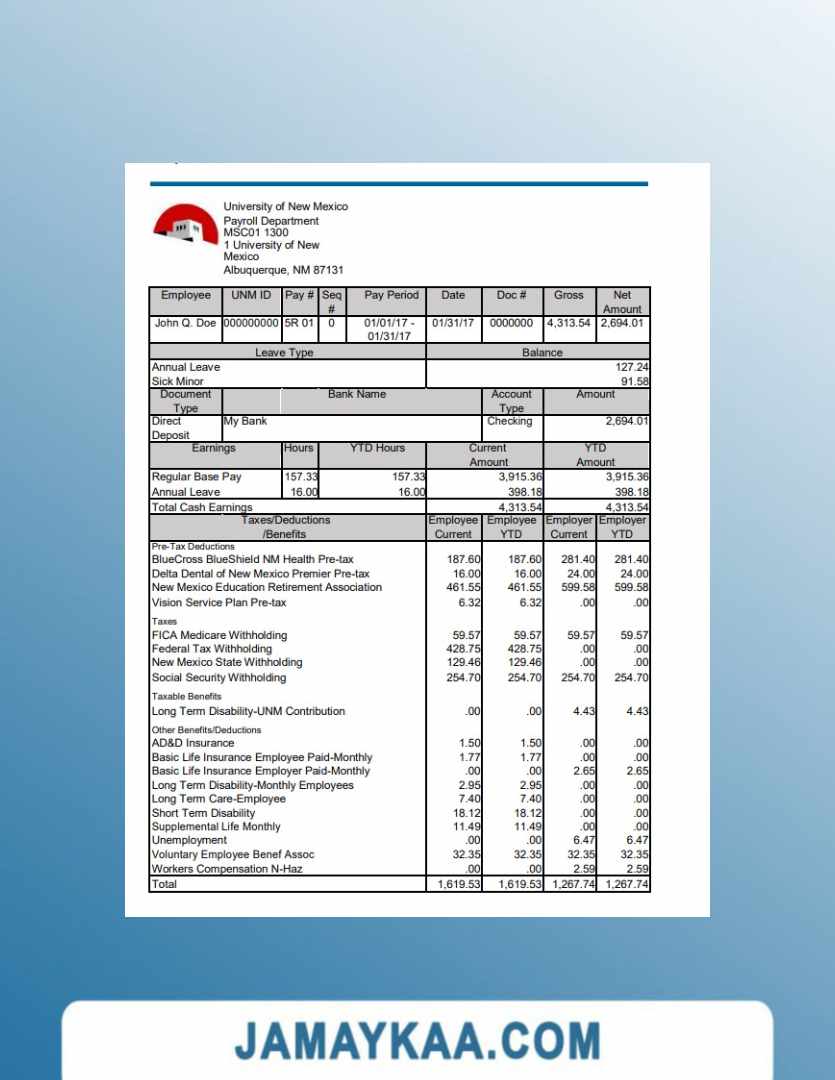 University of New Mexico
Payroll Department
MSC01 1300
1 University of New
Mexico
Albuquerque, NM 87131
Employee UNM ID Pay # Seq # Pay Period Date Doc # Gross Net Amount
John Q. Doe 000000000 5R 01 0 01/01/17 - 01/31/17 01/31/17 0000000 4,313.54 2,694.01
Leave Type Balance
Annual Leave 127.24
Sick Minor 91.58
Document Type Bank Name Account Type Amount
Direct Deposit My Bank Checking 2,694.01
Earnings Hours YTD Hours Current Amount YTD Amount
Regular Base Pay 157.33 157.33 3,915.36 3,915.36
Annual Leave 16.00 16.00 398.18 398.18
Total Cash Earnings 4,313.54 4,313.54
Taxes/Deductions /Benefits Employee Current Employee YTD Employer Current Employer YTD
Pre-Tax Deductions
BlueCross BlueShield NM Health Pre-tax 187.60 187.60 281.40 281.40
Delta Dental of New Mexico Premier Pre-tax 16.00 16.00 24.00 24.00
New Mexico Education Retirement Association 461.55 461.55 599.58 599.58
Vision Service Plan Pre-tax 6.32 6.32 .00 .00
Taxes
FICA Medicare Withholding 59.57 59.57 59.57 59.57
Federal Tax Withholding 428.75 428.75 .00 .00
New Mexico State Withholding 129.46 129.46 .00 .00
Social Security Withholding 254.70 254.70 254.70 254.70
Taxable Benefits
Long Term Disability-UNM Contribution .00 .00 4.43 4.43
Other Benefits/Deductions
AD&D Insurance 1.50 1.50 .00 .00
Basic Life Insurance Employee Paid-Monthly 1.77 1.77 .00 .00
Basic Life Insurance Employer Paid-Monthly .00 .00 2.65 2.65
Long Term Disability-Monthly Employees 2.95 2.95 .00 .00
Long Term Care-Employee 7.40 7.40 .00 .00
Short Term Disability 18.12 18.12 .00 .00
Supplemental Life Monthly 11.49 11.49 .00 .00
Unemployment .00 .00 6.47 6.47
Voluntary Employee Benef Assoc 32.35 32.35 32.35 32.35
Workers Compensation N-Haz .00 .00 2.59 2.59
Total 1,619.53 1,619.53 1,267.74 1,267.74
JAMAYKAA.COM